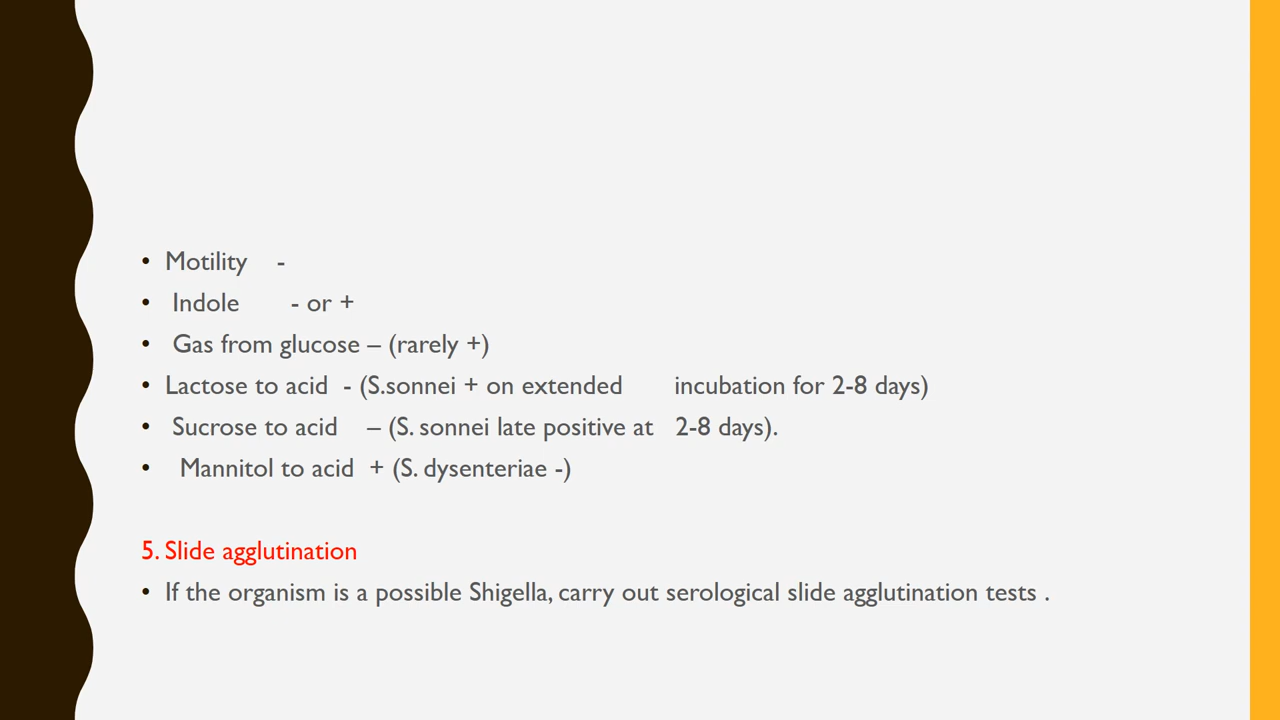 • Motility -
• Indole - or +
• Gas from glucose – (rarely +)
• Lactose to acid - (S.sonnei + on extended incubation for 2-8 days)
• Sucrose to acid – (S. sonnei late positive at 2-8 days).
• Mannitol to acid + (S. dysenteriae -)
5. Slide agglutination
• If the organism is a possible Shigella, carry out serological slide agglutination tests .